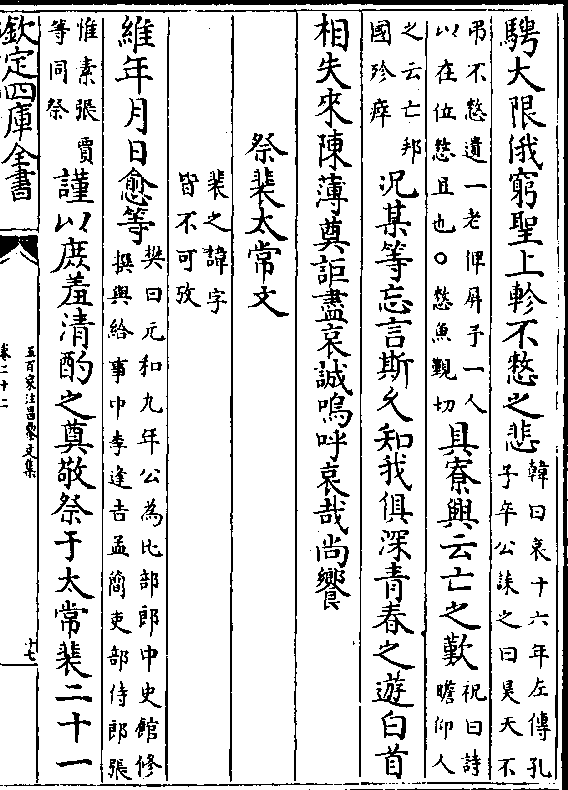 騁大限俄窮聖上軫不憗之悲韓曰哀十六年左傳孔子卒公誄之曰旻天不
弔不憗遺一老俾屏予一人以在位憗且也○憗魚覲切具寮興云亡之歎祝曰詩瞻仰人
之云亡邦國殄瘁況某等忘言斯久知我俱深青春之遊白首
相失來陳薄奠詎盡哀誠嗚呼哀哉尚饗
祭裴太常文
裴之諱字皆不可攷
維年月日愈等樊曰元和九年公為比部郎中史館修撰與給事中李逢吉孟簡吏部侍郎張
惟素張賈等同祭謹以庶羞清酌之奠敬祭于太常裴二十一
欽定四庫全書
五百家注昌黎文集
卷二十二
十七